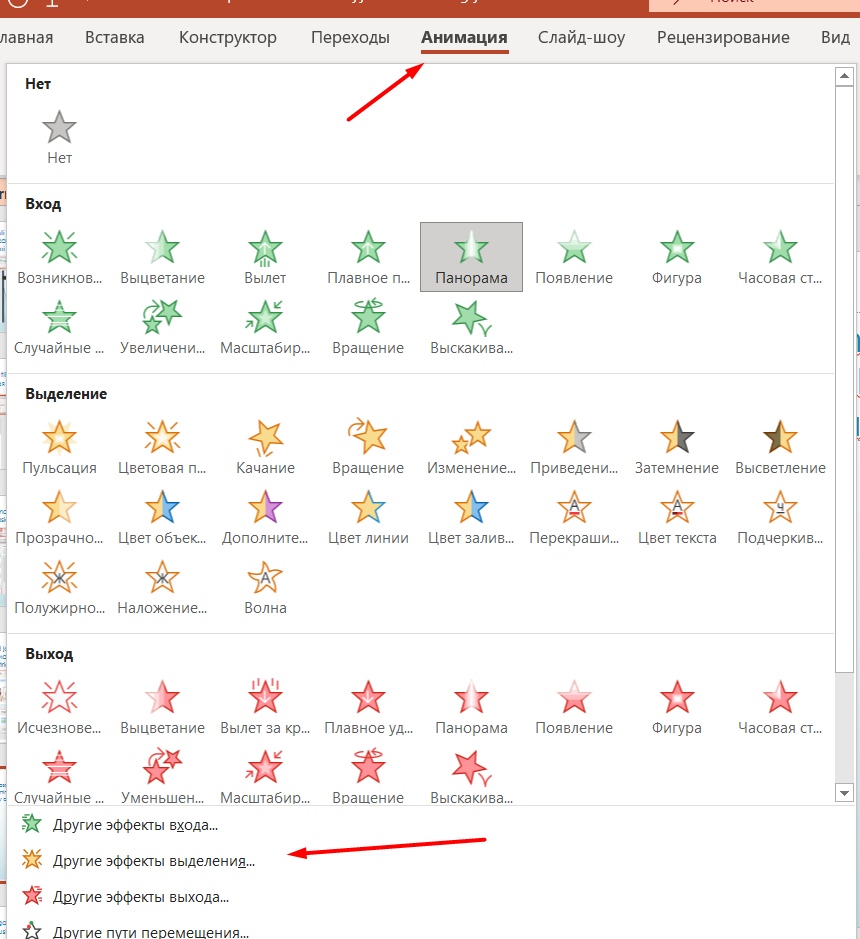 лавная Вставка Конструктор Переходы Анимация Слайд-шоу Рецензирование Вид
Нет
Нет
Вход
Возникнов... Выцветание Вылет Плавное п... Панорама Появление Фигура Часовая ст...
Случайные ... Увеличени... Масштабир... Вращение Выскакива...
Выделение
Пульсация Цветовая п... Качание Вращение Изменение... Приведени... Затемнение Высветление
Прозрачно... Цвет объек... Дополните... Цвет линии Цвет залив... Перекраши... Цвет текста Подчеркив...
Полужирно... Наложение... Волна
Выход
Исчезнове... Выцветание Вылет за кр... Плавное уд... Панорама Появление Фигура Часовая ст...
Случайные ... Уменьшен... Масштабир... Вращение Выскакива...
Другие эффекты входа...
Другие эффекты выделения...
Другие эффекты выхода...
Другие пути перемещения...